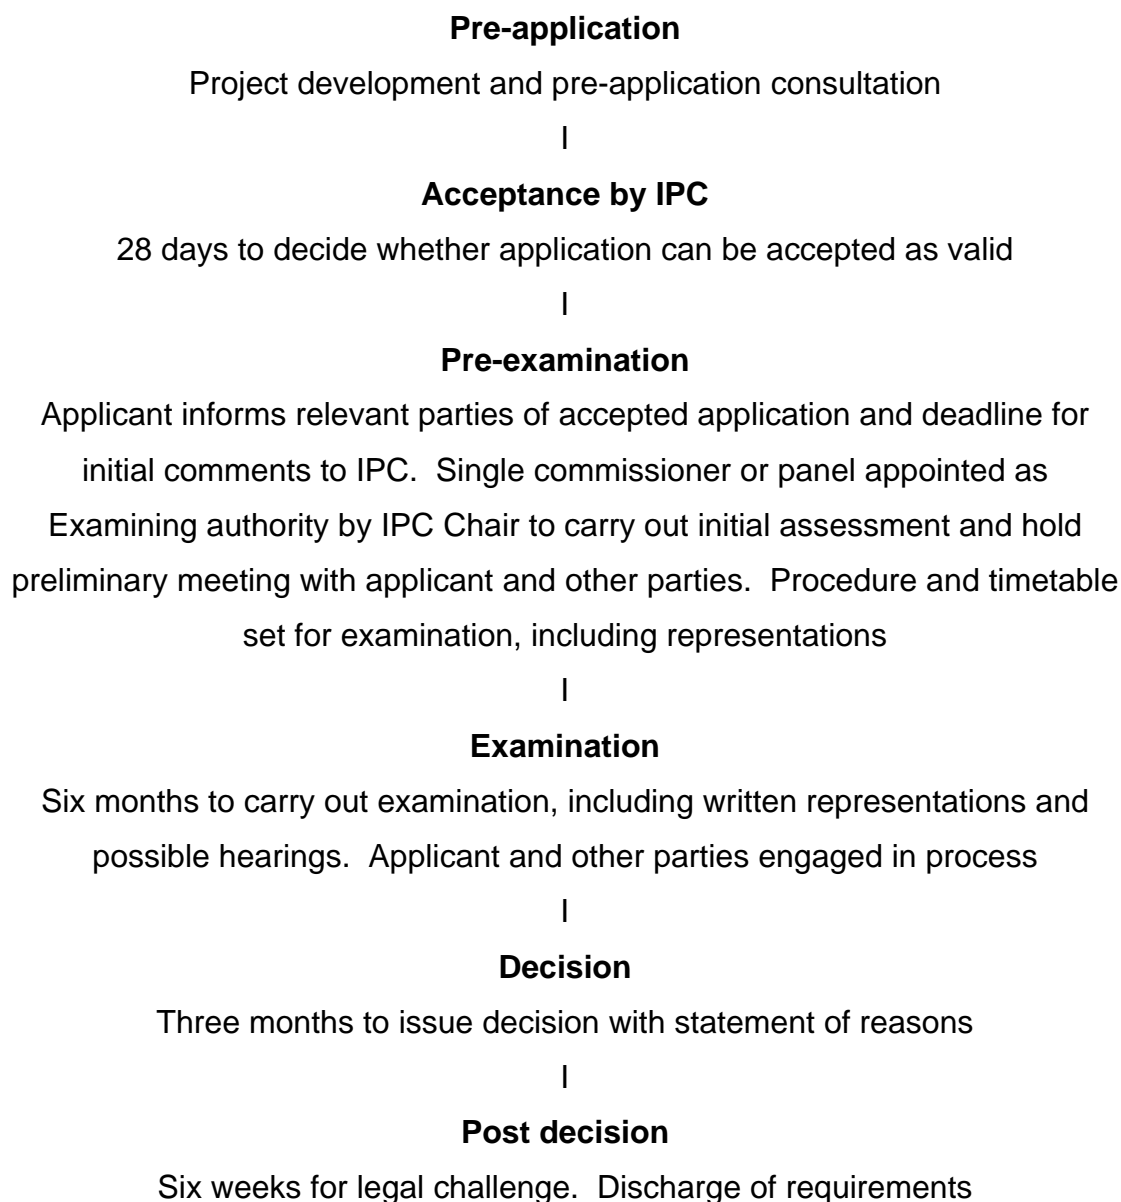 Pre-application
Project development and pre-application consultation
|
Acceptance by IPC
28 days to decide whether application can be accepted as valid
|
Pre-examination
Applicant informs relevant parties of accepted application and deadline for
initial comments to IPC.  Single commissioner or panel appointed as
Examining authority by IPC Chair to carry out initial assessment and hold
preliminary meeting with applicant and other parties.  Procedure and timetable
set for examination, including representations
|
Examination
Six months to carry out examination, including written representations and
possible hearings.  Applicant and other parties engaged in process
|
Decision
Three months to issue decision with statement of reasons
|
Post decision
Six weeks for legal challenge.  Discharge of requirements